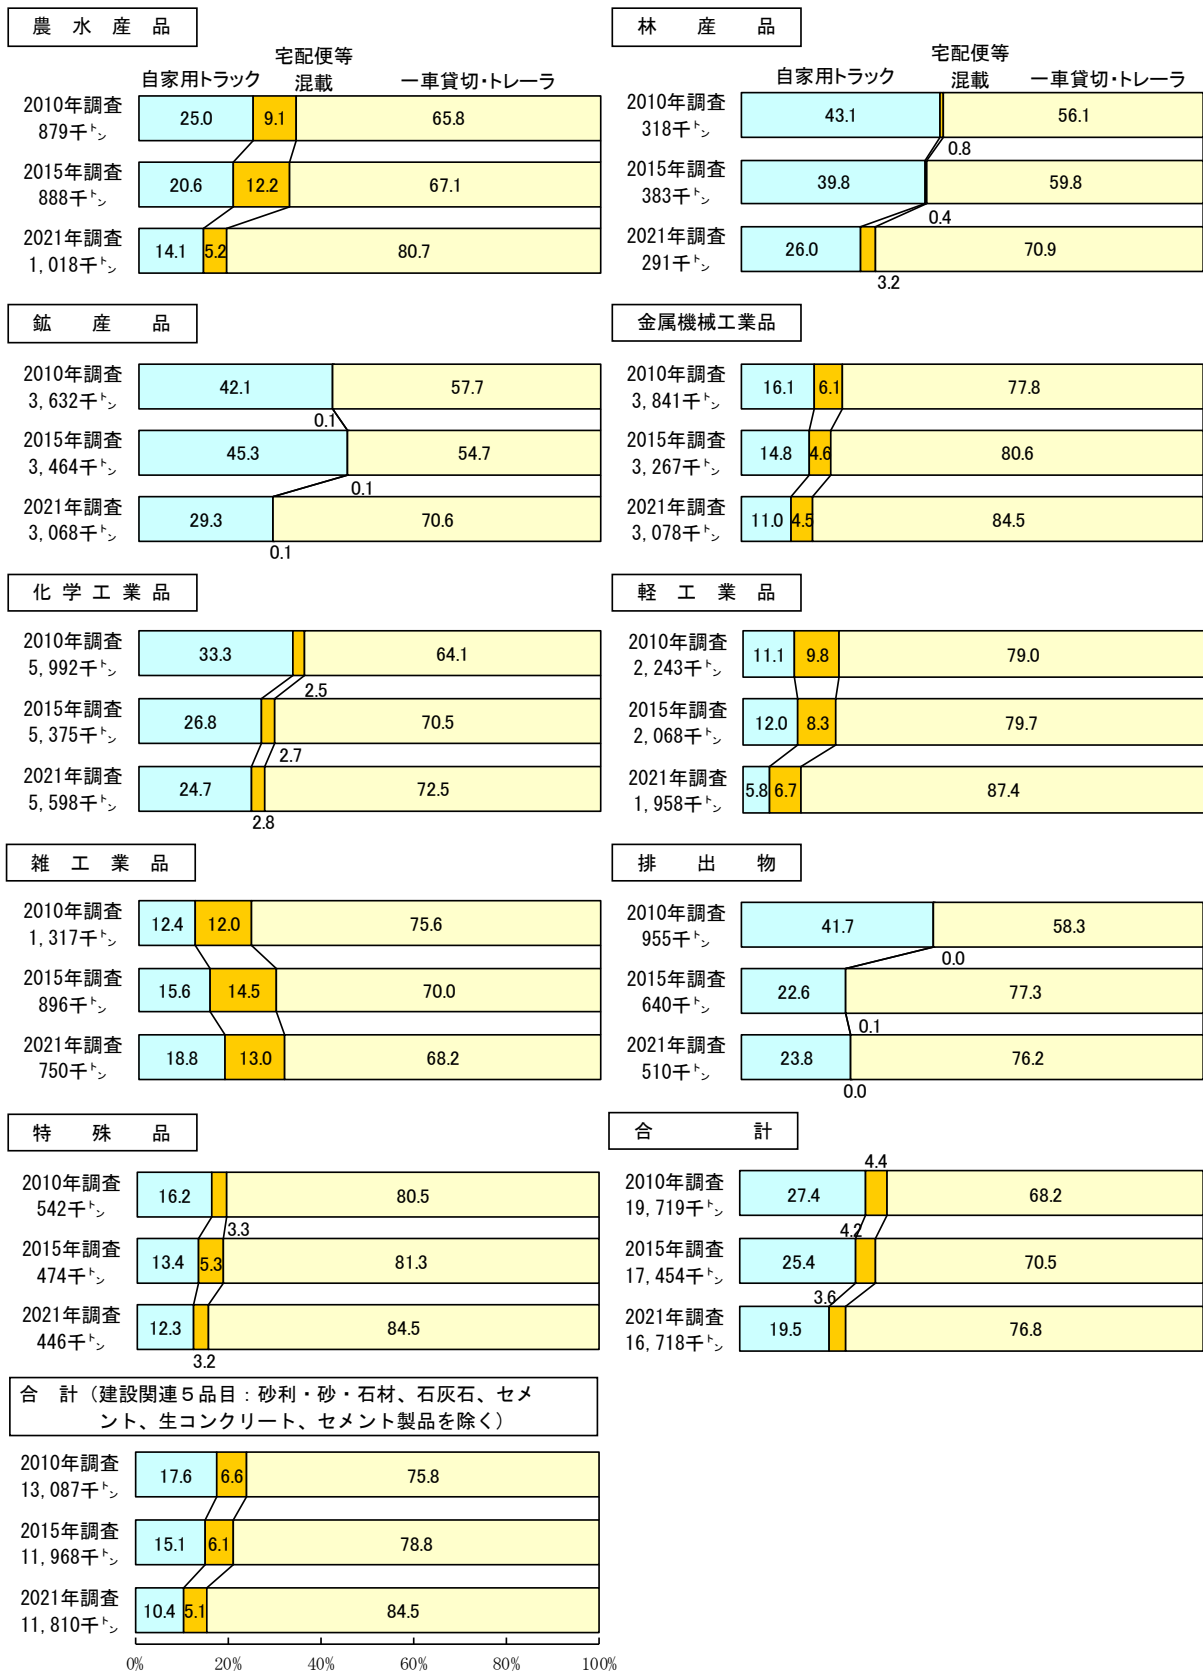 農水産品
自家用トラック
宅配便等
混載
一車貸切・トレーラ
2010年調査
879千㌧
25.0
9.1
65.8
2015年調査
888千㌧
20.6
12.2
67.1
2021年調査
1,018千㌧
14.1
5.2
80.7
林産品
自家用トラック
宅配便等
混載
一車貸切・トレーラ
2010年調査
318千㌧
43.1
0.8
56.1
2015年調査
383千㌧
39.8
0.4
59.8
2021年調査
291千㌧
26.0
3.2
70.9
鉱産品
2010年調査
3,632千㌧
42.1
0.1
57.7
2015年調査
3,464千㌧
45.3
0.1
54.7
2021年調査
3,068千㌧
29.3
0.1
70.6
金属機械工業品
2010年調査
3,841千㌧
16.1
6.1
77.8
2015年調査
3,267千㌧
14.8
4.6
80.6
2021年調査
3,078千㌧
11.0
4.5
84.5
化学工業品
2010年調査
5,992千㌧
33.3
2.5
64.1
2015年調査
5,375千㌧
26.8
2.7
70.5
2021年調査
5,598千㌧
24.7
2.8
72.5
軽工業品
2010年調査
2,243千㌧
11.1
9.8
79.0
2015年調査
2,068千㌧
12.0
8.3
79.7
2021年調査
1,958千㌧
5.8
6.7
87.4
雑工業品
2010年調査
1,317千㌧
12.4
12.0
75.6
2015年調査
896千㌧
15.6
14.5
70.0
2021年調査
750千㌧
18.8
13.0
68.2
排出物
2010年調査
955千㌧
41.7
0.0
58.3
2015年調査
640千㌧
22.6
0.1
77.3
2021年調査
510千㌧
23.8
0.0
76.2
特殊品
2010年調査
542千㌧
16.2
3.3
80.5
2015年調査
474千㌧
13.4
5.3
81.3
2021年調査
446千㌧
12.3
3.2
84.5
合計
2010年調査
19,719千㌧
27.4
4.4
68.2
2015年調査
17,454千㌧
25.4
4.2
70.5
2021年調査
16,718千㌧
19.5
3.6
76.8
合 計（建設関連５品目：砂利・砂・石材、石灰石、セメ
ント、生コンクリート、セメント製品を除く）
2010年調査
13,087千㌧
17.6
6.6
75.8
2015年調査
11,968千㌧
15.1
6.1
78.8
2021年調査
11,810千㌧
10.4
5.1
84.5
0% 20% 40% 60% 80% 100%